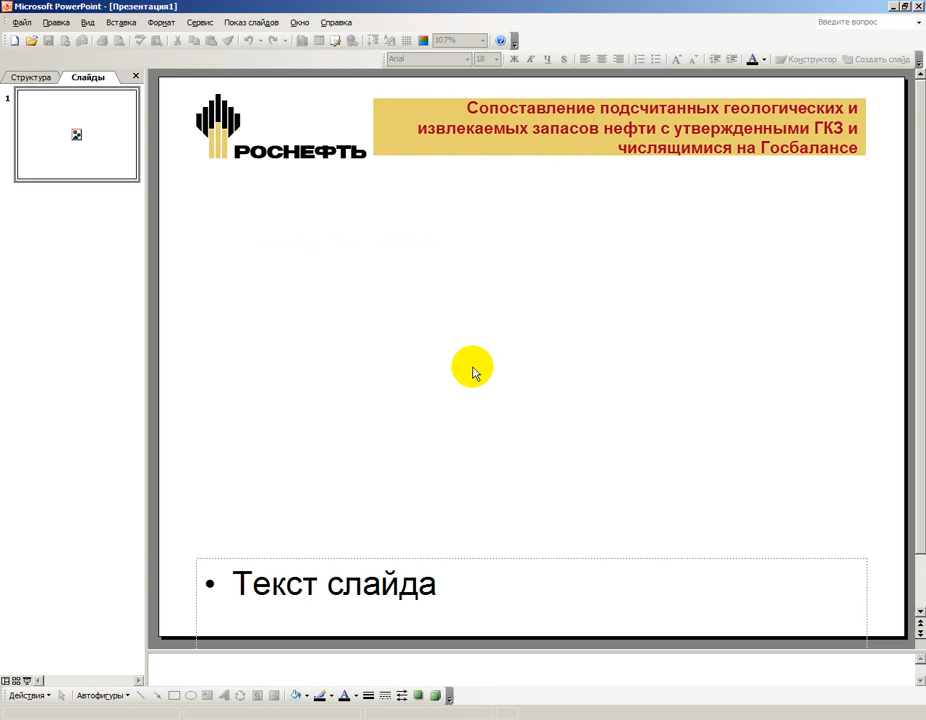 Microsoft PowerPoint - [Презентация1]
Файл Правка Вид Вставка Формат Сервис Показ слайдов Окно Справка Введите вопрос
107%
Arial 18 Ж К Ч S Конструктор Создать слайд
Структура Слайды
1
РОСНЕФТЬ
Сопоставление подсчитанных геологических и
извлекаемых запасов нефти с утвержденными ГКЗ и
числящимися на Госбалансе
• Текст слайда
Действия Автофигуры